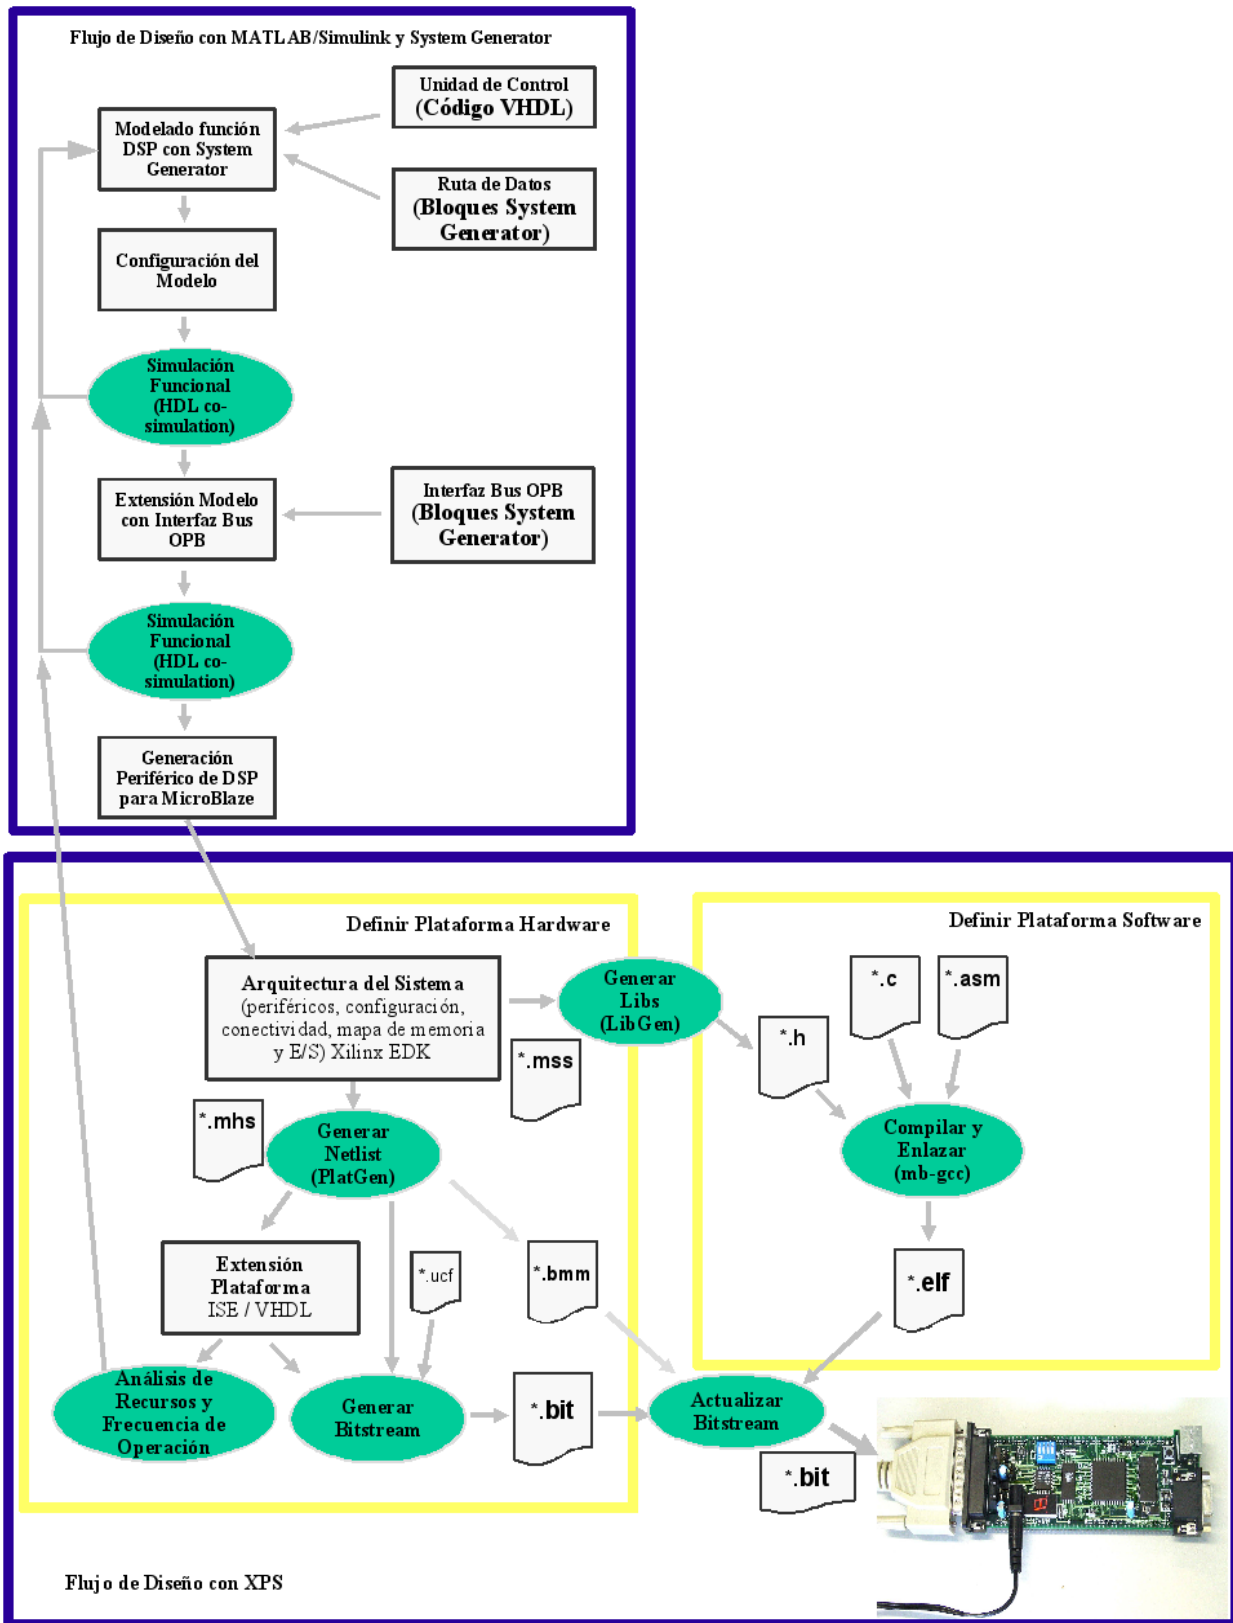 Flujo de Diseño con MATLAB/Simulink y System Generator
Unidad de Control
(Código VHDL)
Modelado función
DSP con System
Generator
Ruta de Datos
(Bloques System
Generator)
Configuración del
Modelo
Simulación
Funcional
(HDL co-
simulation)
Extensión Modelo
con Interfaz Bus
OPB
Interfaz Bus OPB
(Bloques System
Generator)
Simulación
Funcional
(HDL co-
simulation)
Generación
Periférico de DSP
para MicroBlaze
Definir Plataforma Hardware
Definir Plataforma Software
Arquitectura del Sistema
(periféricos, configuración,
conectividad, mapa de memoria
y E/S) Xilinx EDK
Generar
Libs
(LibGen)
*.c
*.asm
*.h
*.mss
*.mhs
Generar
Netlist
(PlatGen)
Compilar y
Enlazar
(mb-gcc)
Extensión
Plataforma
ISE / VHDL
*.ucf
*.bmm
*.elf
Análisis de
Recursos y
Frecuencia de
Operación
Generar
Bitstream
*.bit
Actualizar
Bitstream
*.bit
Flujo de Diseño con XPS